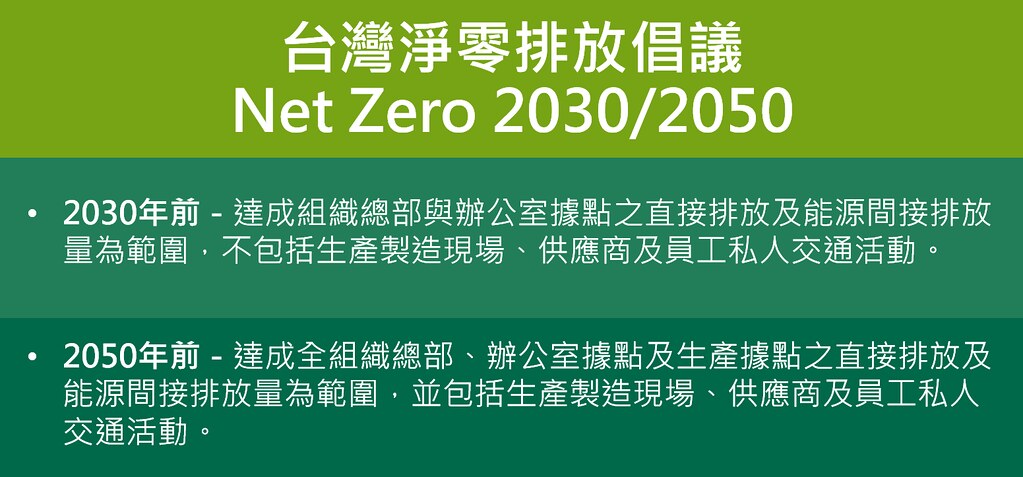 台灣淨零排放倡議
Net Zero 2030/2050
• 2030年前 - 達成組織總部與辦公室據點之直接排放及能源間接排放
量為範圍，不包括生產製造現場、供應商及員工私人交通活動。
• 2050年前 - 達成全組織總部、辦公室據點及生產據點之直接排放及
能源間接排放量為範圍，並包括生產製造現場、供應商及員工私人
交通活動。